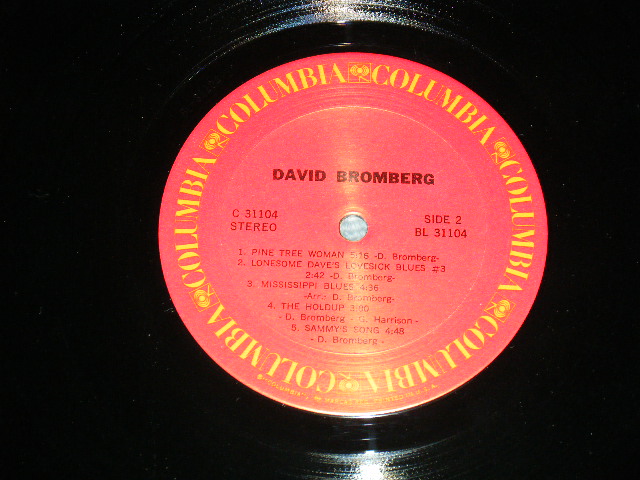 COLUMBIA COLUMBIA COLUMBIA COLUMBIA COLUMBIA COLUMBIA
DAVID BROMBERG
C 31104
STEREO
SIDE 2
BL 31104
1. PINE TREE WOMAN 5:16 -D. Bromberg-
2. LONESOME DAVE'S LOVESICK BLUES #3
2:42 -D. Bromberg-
3. MISSISSIPPI BLUES 4:36
-Arr.: D. Bromberg-
4. THE HOLDUP 3:00
- D. Bromberg - G. Harrison -
5. SAMMY'S SONG 4:48
- D. Bromberg -